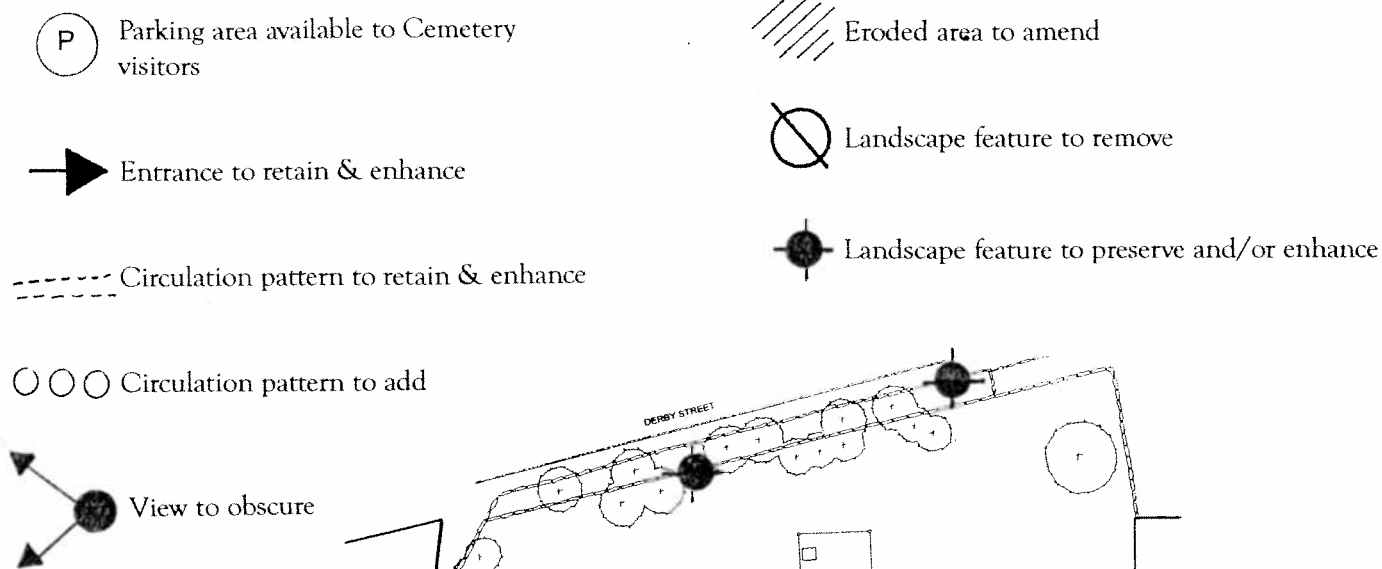 P
Parking area available to Cemetery
visitors
Entrance to retain & enhance
Circulation pattern to retain & enhance
Circulation pattern to add
View to obscure
Eroded area to amend
Landscape feature to remove
Landscape feature to preserve and/or enhance
DERBY STREET